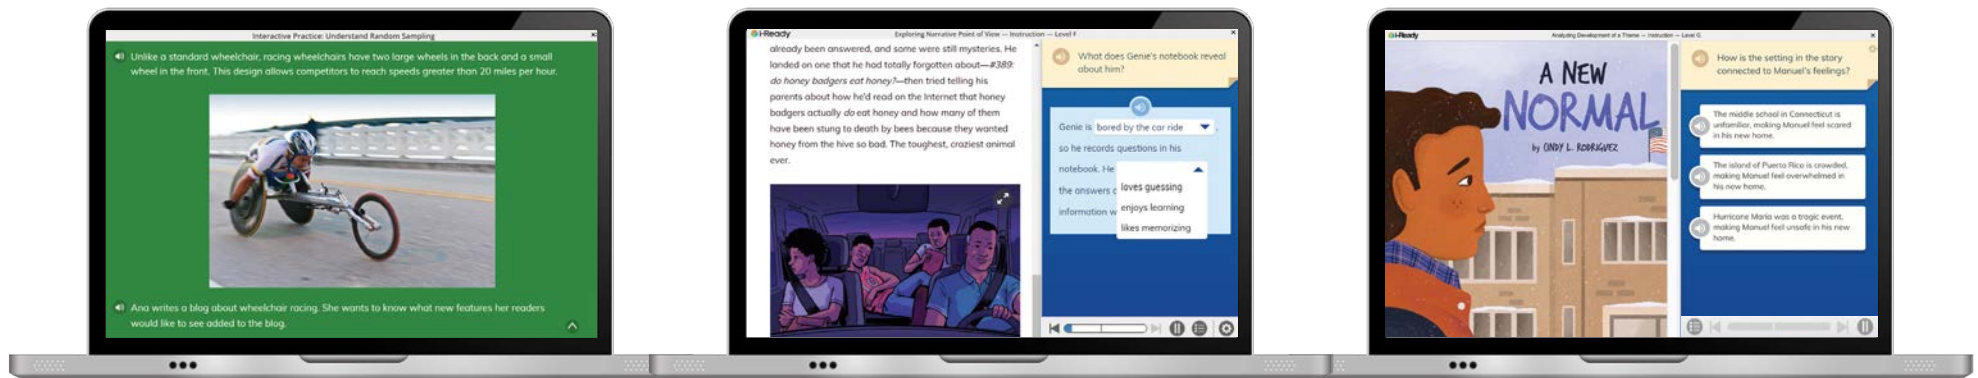 Interactive Practice: Understand Random Sampling
Unlike a standard wheelchair, racing wheelchairs have two large wheels in the back and a small
wheel in the front. This design allows competitors to reach speeds greater than 20 miles per hour.
Ana writes a blog about wheelchair racing. She wants to know what new features her readers
would like to see added to the blog.
i-Ready
Exploring Narrative Point of View — Instruction — Level F
already been answered, and some were still mysteries. He
landed on one that he had totally forgotten about—#389:
do honey badgers eat honey?—then tried telling his
parents about how he'd read on the Internet that honey
badgers actually do eat honey and how many of them
have been stung to death by bees because they wanted
honey from the hive so bad. The toughest, craziest animal
ever.
What does Genie's notebook reveal
about him?
Genie is bored by the car ride ,
so he records questions in his
notebook. He
the answers
information w
loves guessing
enjoys learning
likes memorizing
i-Ready
Analyzing Development of a Theme — Instruction — Level G
A NEW
NORMAL
by CINDY L. RODRIGUEZ
How is the setting in the story
connected to Manuel's feelings?
The middle school in Connecticut is
unfamiliar, making Manuel feel scared
in his new home.
The island of Puerto Rico is crowded,
making Manuel feel overwhelmed in
his new home.
Hurricane Maria was a tragic event,
making Manuel feel unsafe in his new
home.